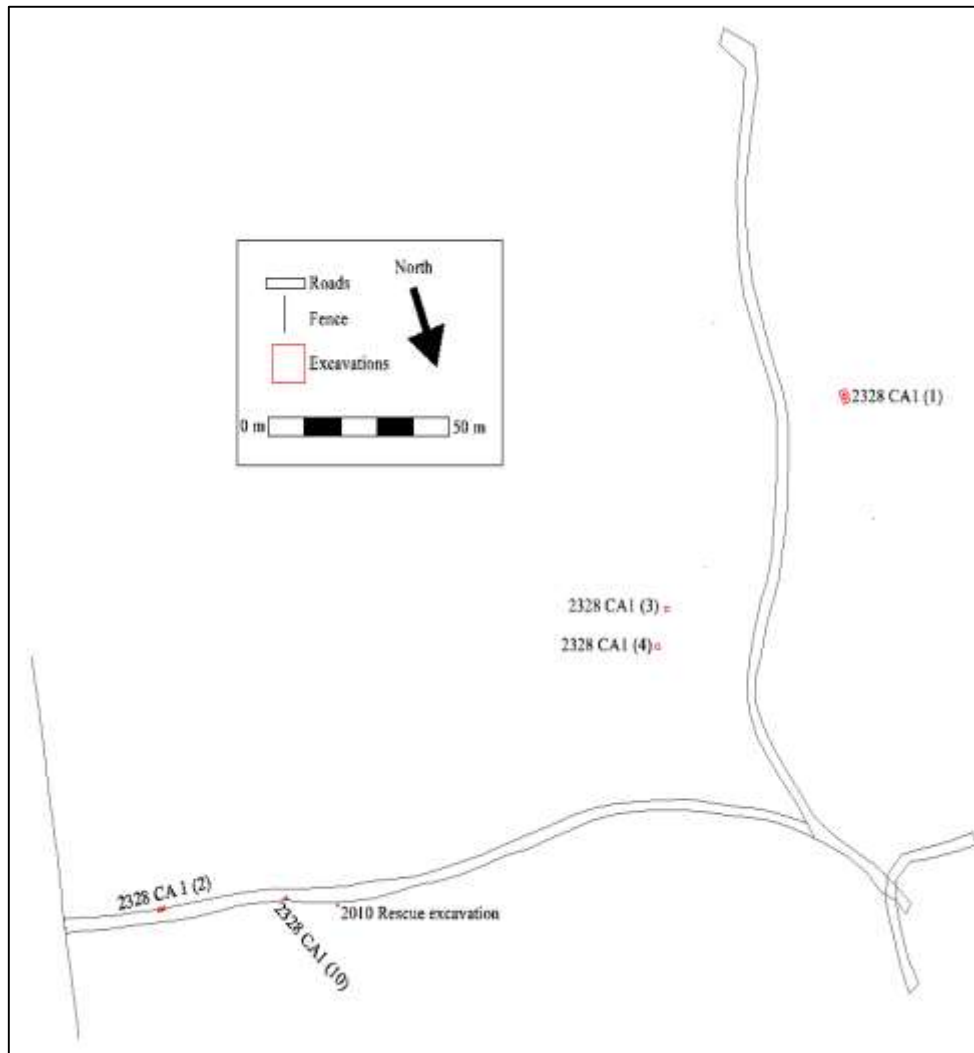 North
Roads
Fence
Excavations
0 m 50 m
2328 CA1 (1)
2328 CA1 (3)
2328 CA1 (4)
2328 CA 1 (2)
2328 CA1 (10)
2010 Rescue excavation